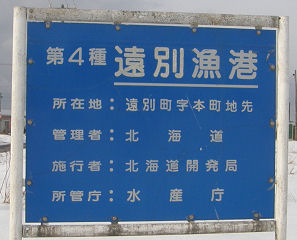 第4種 遠別漁港
所在地： 遠別町字本町地先
管理者： 北海道
施行者： 北海道開発局
所管庁： 水産庁